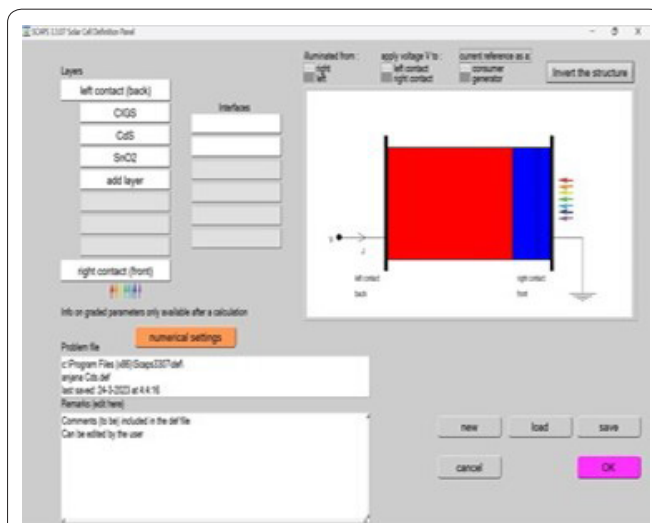 SCAPS 3.3.07 Solar Cell Definition Panel
Layers
left contact (back)
CIGS
CdS
SnO2
add layer
right contact (front)
Interfaces
illuminated from :
right
left
apply voltage V to :
left contact
right contact
current reference as a:
consumer
generator
Invert the structure
left contact
back
right contact
front
Info on graded parameters only available after a calculation
numerical settings
Problem file
c:\Program Files (x86)\Scaps3307\def\
anjana Cds.def
last saved: 24-3-2023 at 4:4:16
Remarks (edit here)
Comments (to be) included in the def file
Can be edited by the user
new
load
save
cancel
OK